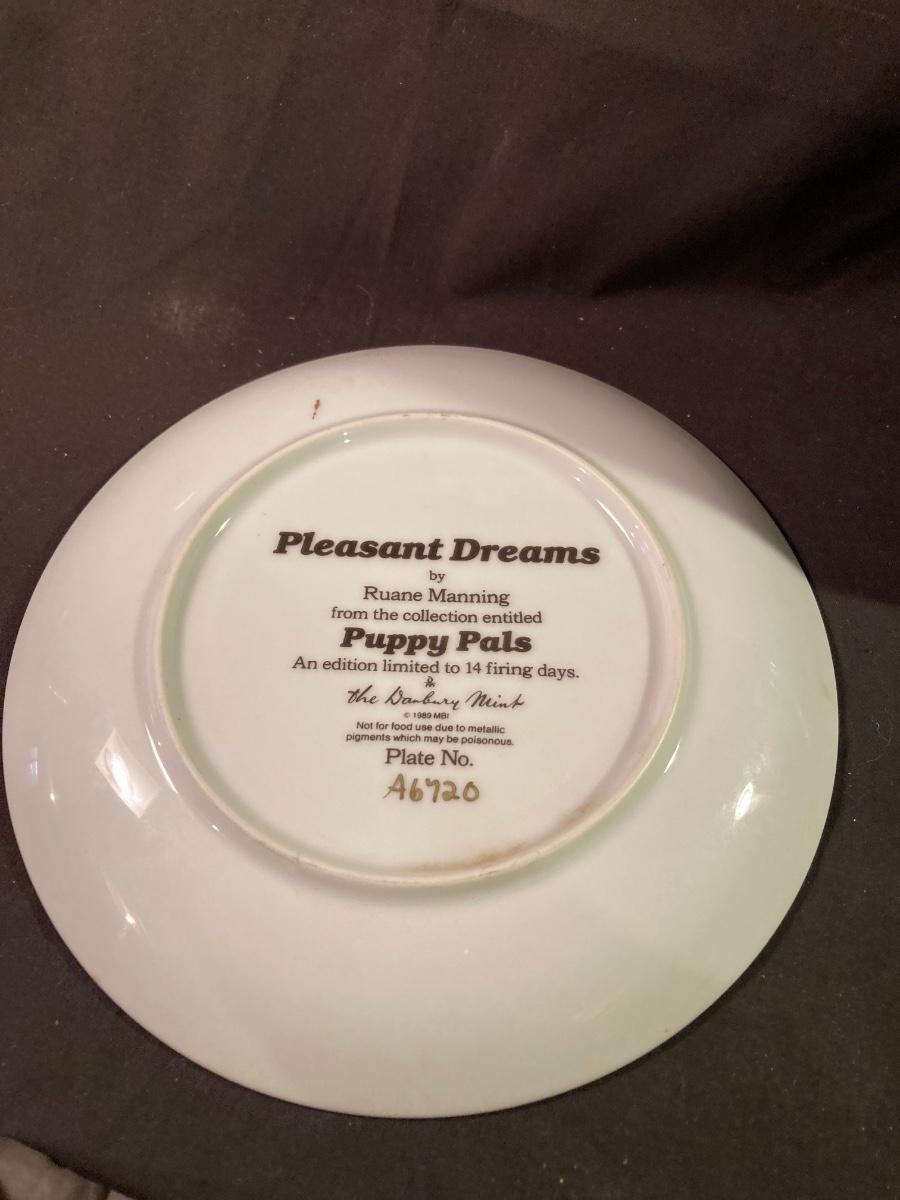 Pleasant Dreams
by
Ruane Manning
from the collection entitled
Puppy Pals
An edition limited to 14 firing days.
the Danbury Mint
© 1989 MBI
Not for food use due to metallic
pigments which may be poisonous.
Plate No.
A6720